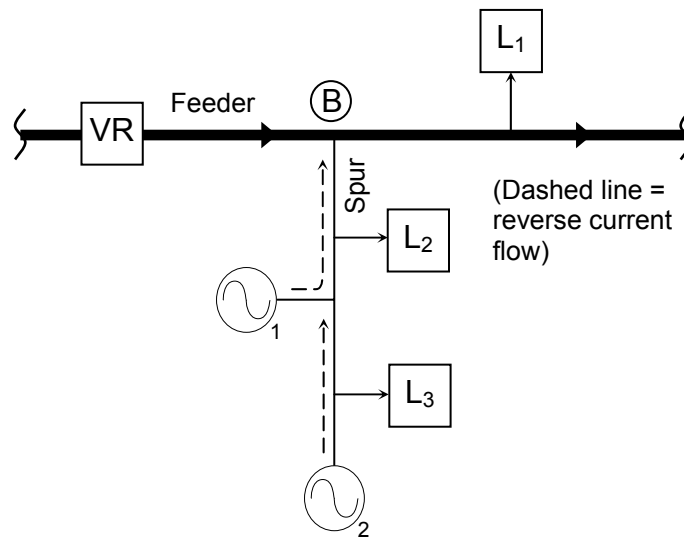 L₁
B
Feeder
VR
Spur
(Dashed line =
reverse current
flow)
L₂
1
L₃
2